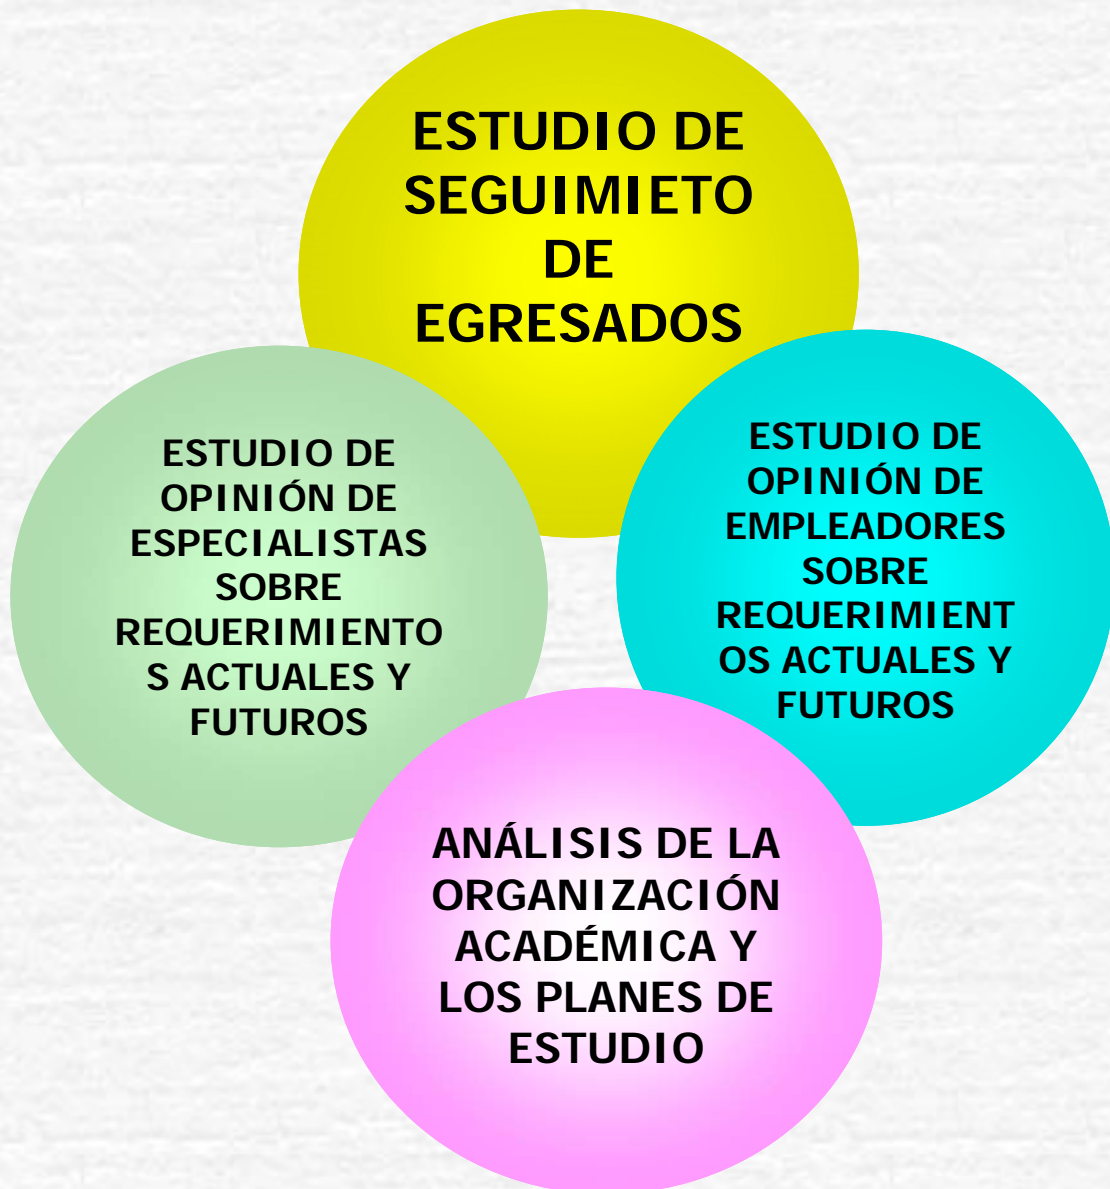 ESTUDIO DE
SEGUIMIETO
DE
EGRESADOS
ESTUDIO DE
OPINIÓN DE
ESPECIALISTAS
SOBRE
REQUERIMIENTO
S ACTUALES Y
FUTUROS
ESTUDIO DE
OPINIÓN DE
EMPLEADORES
SOBRE
REQUERIMIENT
OS ACTUALES Y
FUTUROS
ANÁLISIS DE LA
ORGANIZACIÓN
ACADÉMICA Y
LOS PLANES DE
ESTUDIO